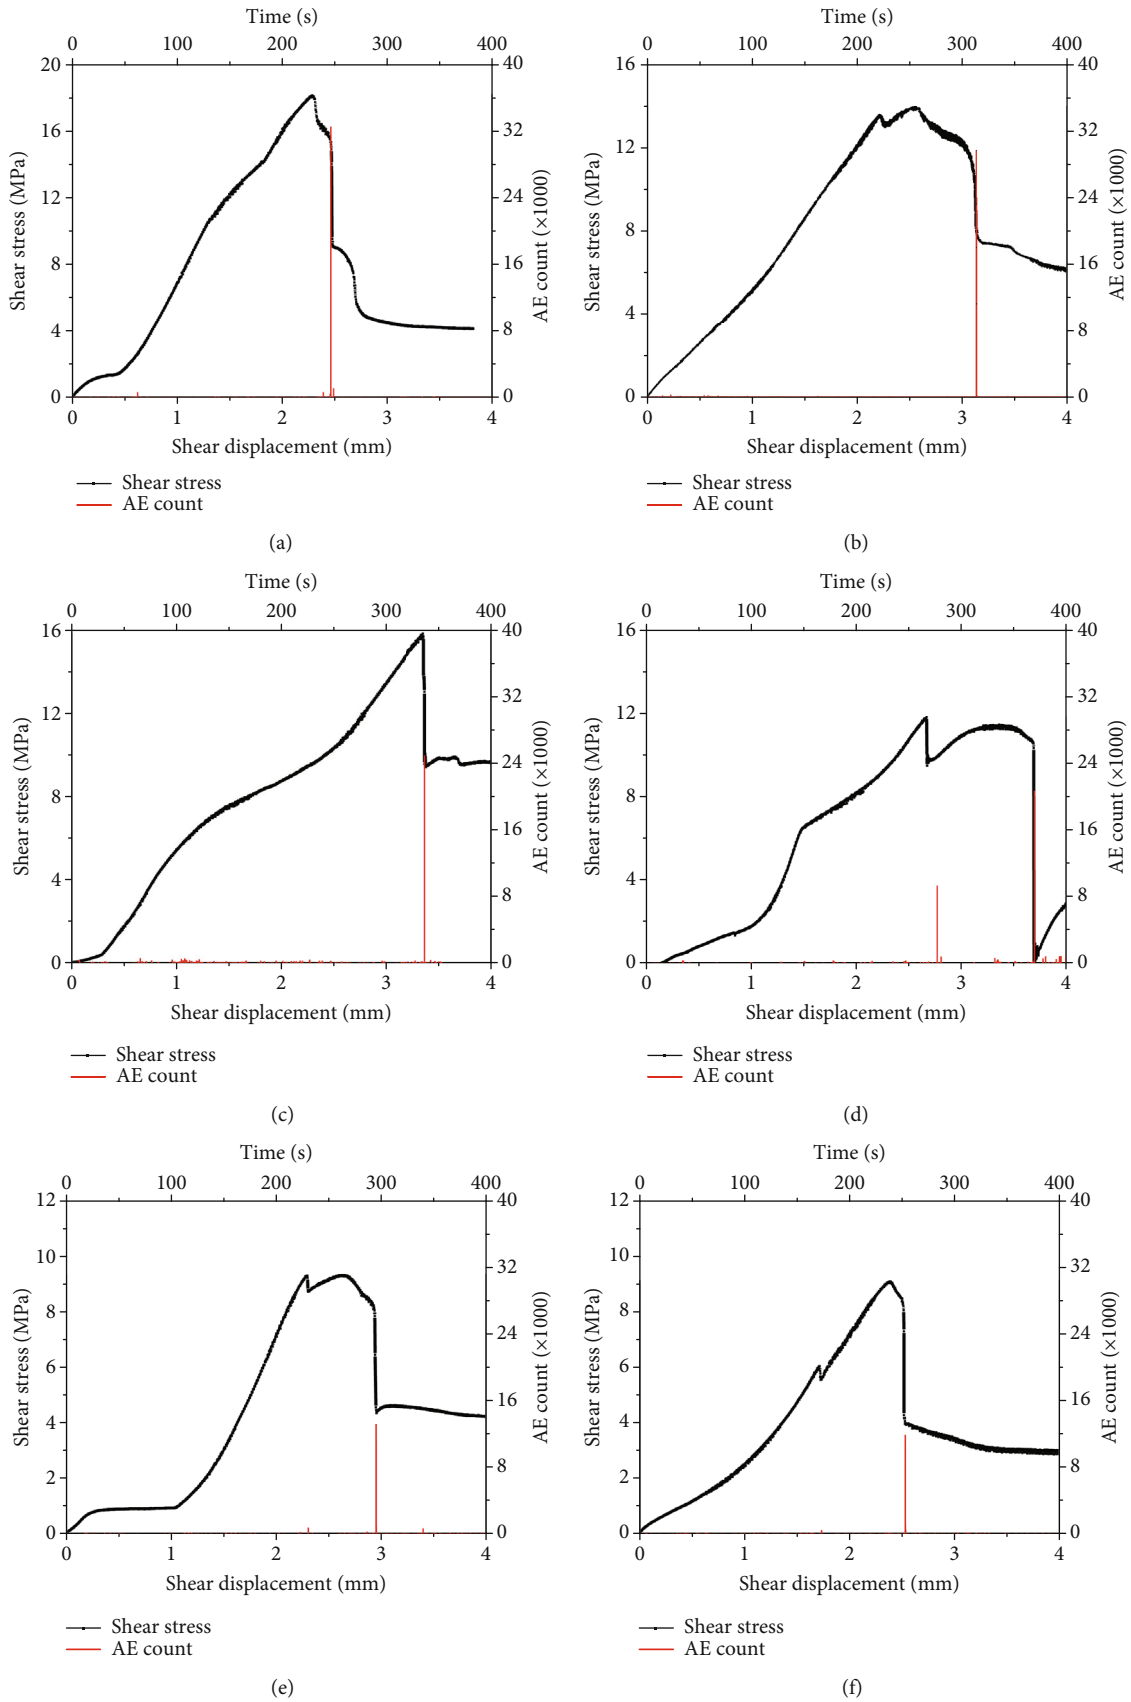 Time (s)
0 100 200 300 400
20
16
12
8
4
0
Shear stress (MPa)
40
32
24
16
8
0
AE count (×1000)
0 1 2 3 4
Shear displacement (mm)
Shear stress
AE count
(a)
Time (s)
0 100 200 300 400
16
12
8
4
0
Shear stress (MPa)
40
32
24
16
8
0
AE count (×1000)
0 1 2 3 4
Shear displacement (mm)
Shear stress
AE count
(b)
Time (s)
0 100 200 300 400
16
12
8
4
0
Shear stress (MPa)
40
32
24
16
8
0
AE count (×1000)
0 1 2 3 4
Shear displacement (mm)
Shear stress
AE count
(c)
Time (s)
0 100 200 300 400
16
12
8
4
0
Shear stress (MPa)
40
32
24
16
8
0
AE count (×1000)
0 1 2 3 4
Shear displacement (mm)
Shear stress
AE count
(d)
Time (s)
0 100 200 300 400
12
10
8
6
4
2
0
Shear stress (MPa)
40
32
24
16
8
0
AE count (×1000)
0 1 2 3 4
Shear displacement (mm)
Shear stress
AE count
(e)
Time (s)
0 100 200 300 400
12
10
8
6
4
2
0
Shear stress (MPa)
40
32
24
16
8
0
AE count (×1000)
0 1 2 3 4
Shear displacement (mm)
Shear stress
AE count
(f)